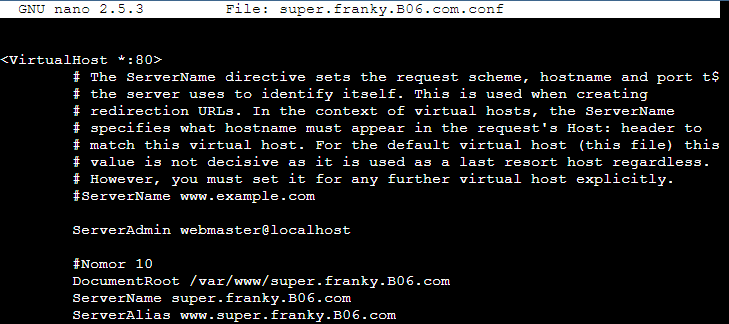 GNU nano 2.5.3 File: super.franky.B06.com.conf
<VirtualHost *:80>
# The ServerName directive sets the request scheme, hostname and port t$
# the server uses to identify itself. This is used when creating
# redirection URLs. In the context of virtual hosts, the ServerName
# specifies what hostname must appear in the request's Host: header to
# match this virtual host. For the default virtual host (this file) this
# value is not decisive as it is used as a last resort host regardless.
# However, you must set it for any further virtual host explicitly.
#ServerName www.example.com
ServerAdmin webmaster@localhost
#Nomor 10
DocumentRoot /var/www/super.franky.B06.com
ServerName super.franky.B06.com
ServerAlias www.super.franky.B06.com